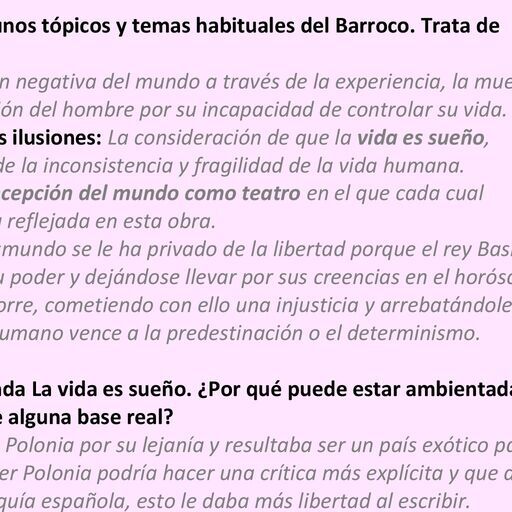 nos tópicos y temas habituales del Barroco. Trata de
n negativa del mundo a través de la experiencia, la mue
ión del hombre por su incapacidad de controlar su vida.
s ilusiones: La consideración de que la vida es sueño,
de la inconsistencia y fragilidad de la vida humana.
cepción del mundo como teatro en el que cada cual
reflejada en esta obra.
mundo se le ha privado de la libertad porque el rey Bas
u poder y dejándose llevar por sus creencias en el horós
orre, cometiendo con ello una injusticia y arrebatándole
umano vence a la predestinación o el determinismo.
da La vida es sueño. ¿Por qué puede estar ambientada
e alguna base real?
Polonia por su lejanía y resultaba ser un país exótico pa
er Polonia podría hacer una crítica más explícita y que a
quía española, esto le daba más libertad al escribir.